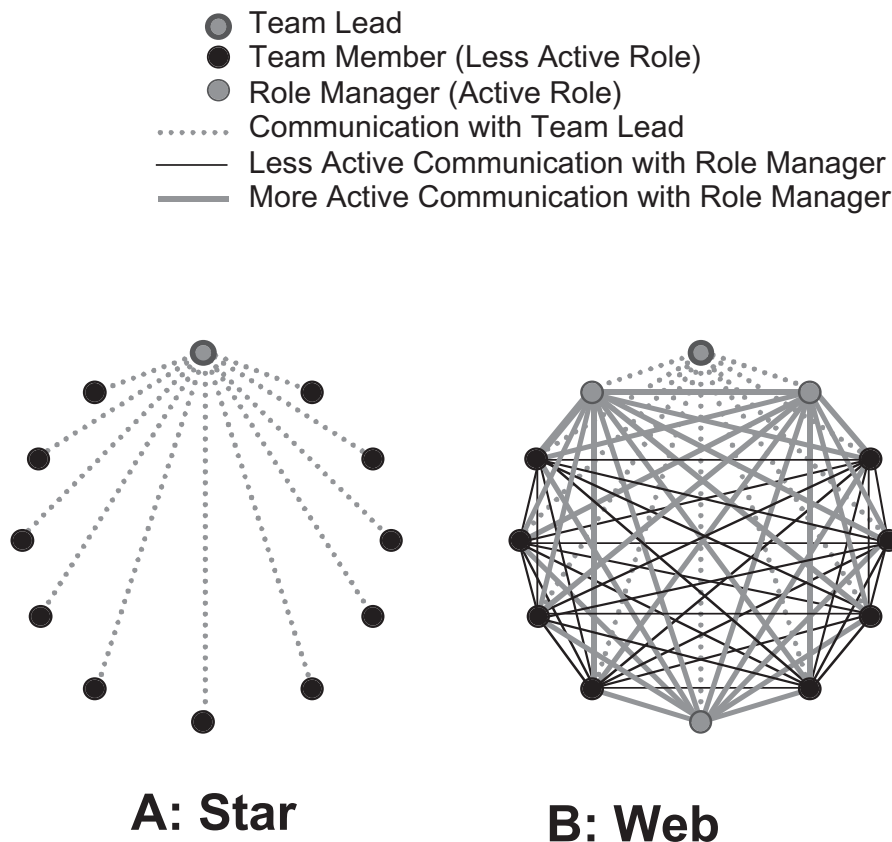 Team Lead
Team Member (Less Active Role)
Role Manager (Active Role)
Communication with Team Lead
Less Active Communication with Role Manager
More Active Communication with Role Manager
A: Star
B: Web